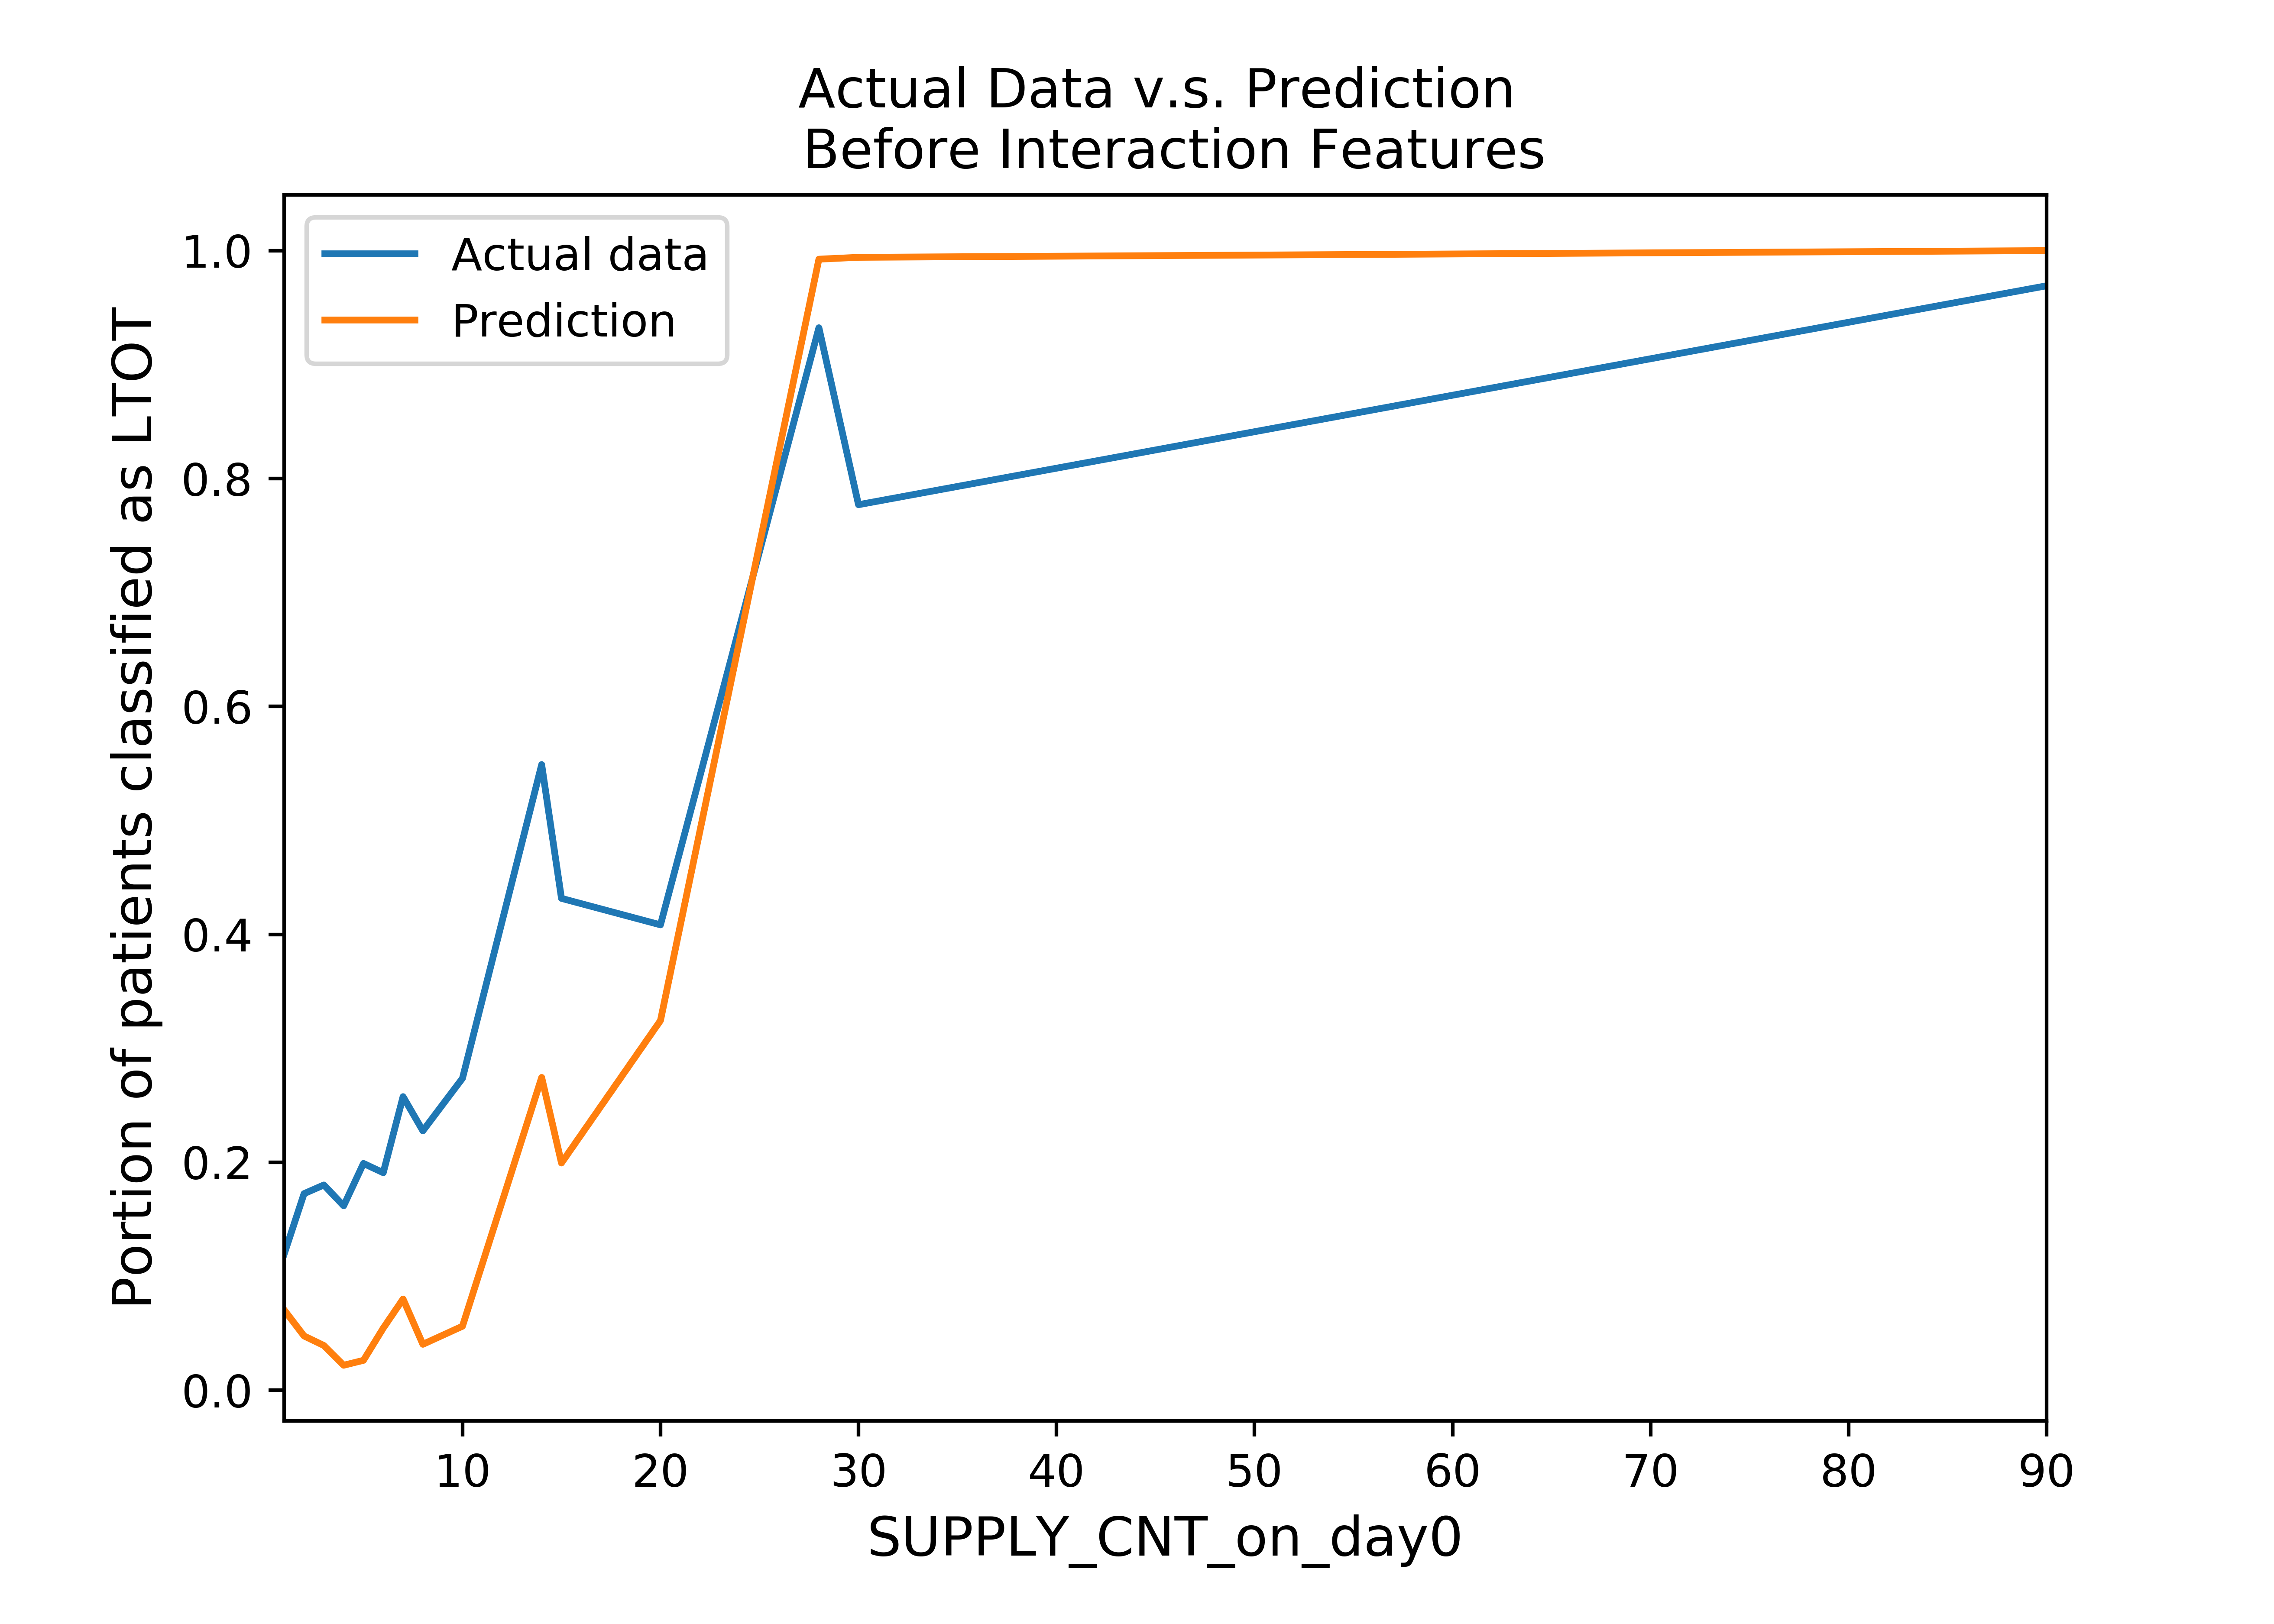 Actual Data v.s. Prediction
Before Interaction Features
Actual data
Prediction
Portion of patients classified as LTOT
1.0
0.8
0.6
0.4
0.2
0.0
10 20 30 40 50 60 70 80 90
SUPPLY_CNT_on_day0